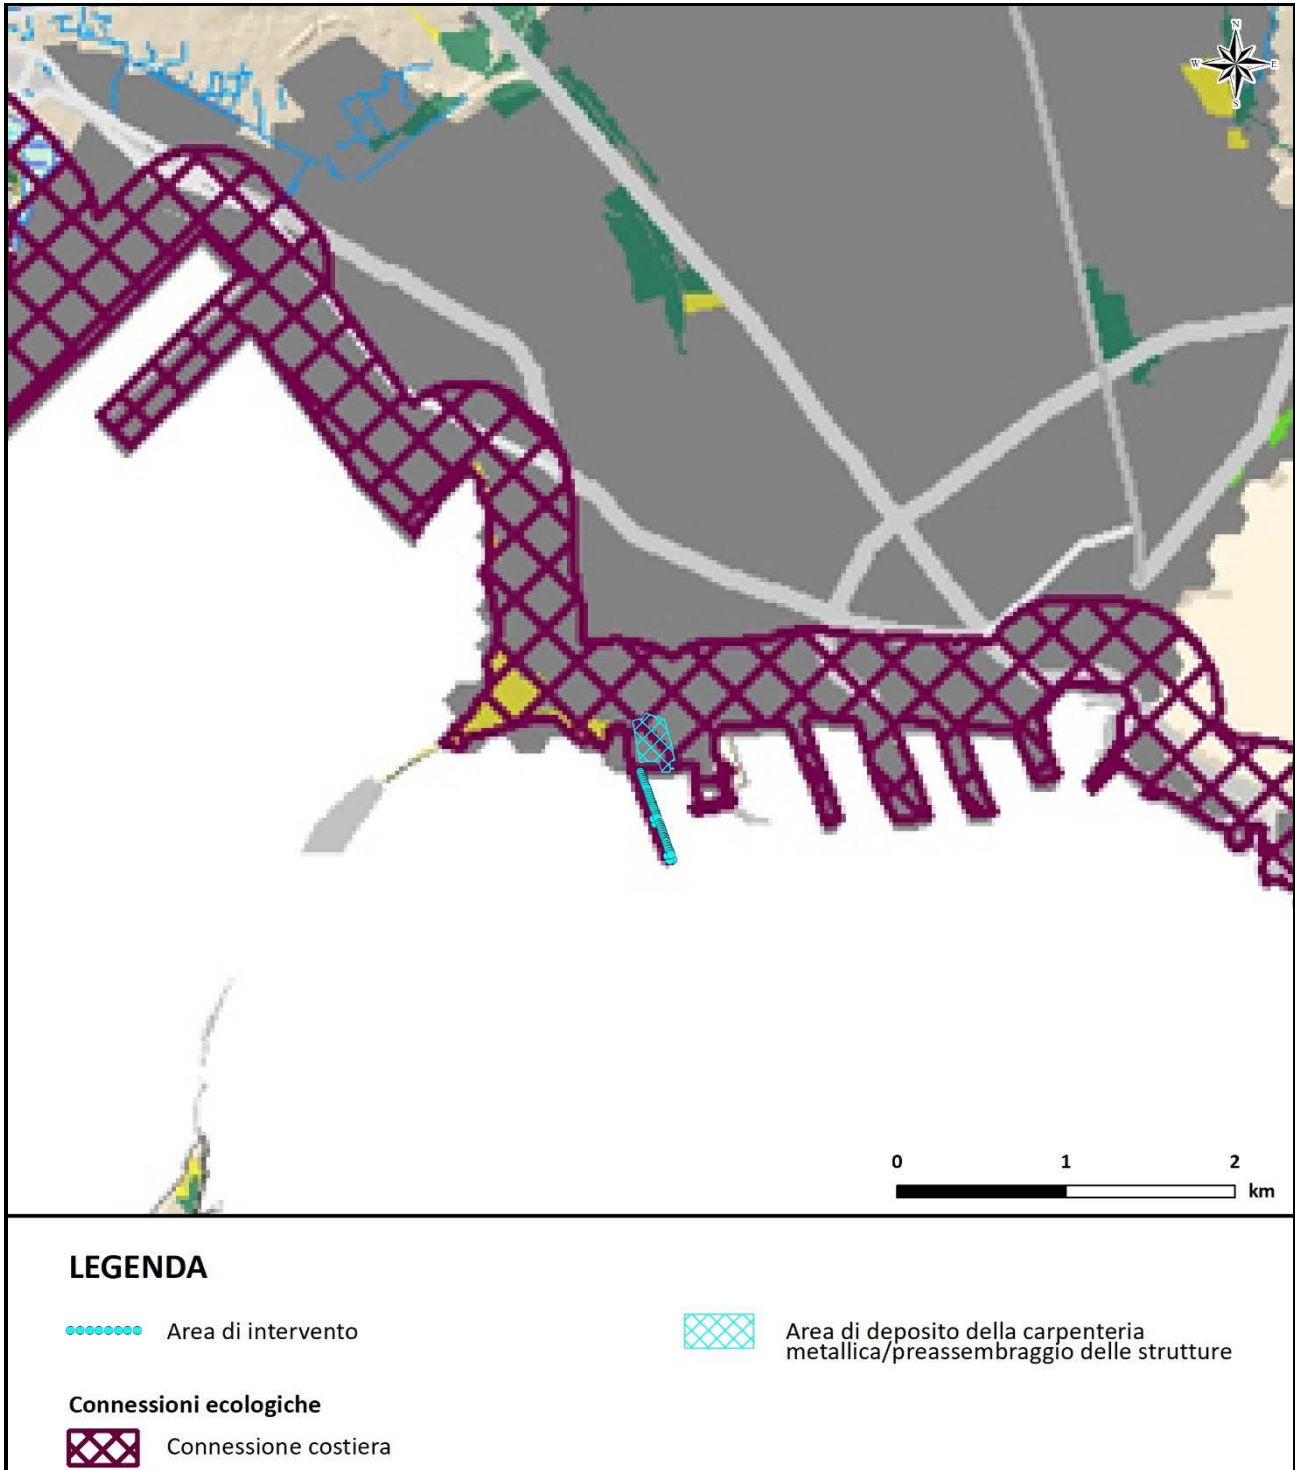 N
W E
S
0 1 2
km
LEGENDA
Area di intervento
Area di deposito della carpenteria
metallica/preassembraggio delle strutture
Connessioni ecologiche
Connessione costiera